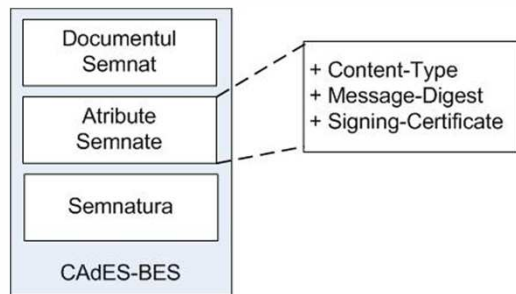 Documentul
Semnat
Atribute
Semnate
Semnatura
CAdES-BES
+ Content-Type
+ Message-Digest
+ Signing-Certificate